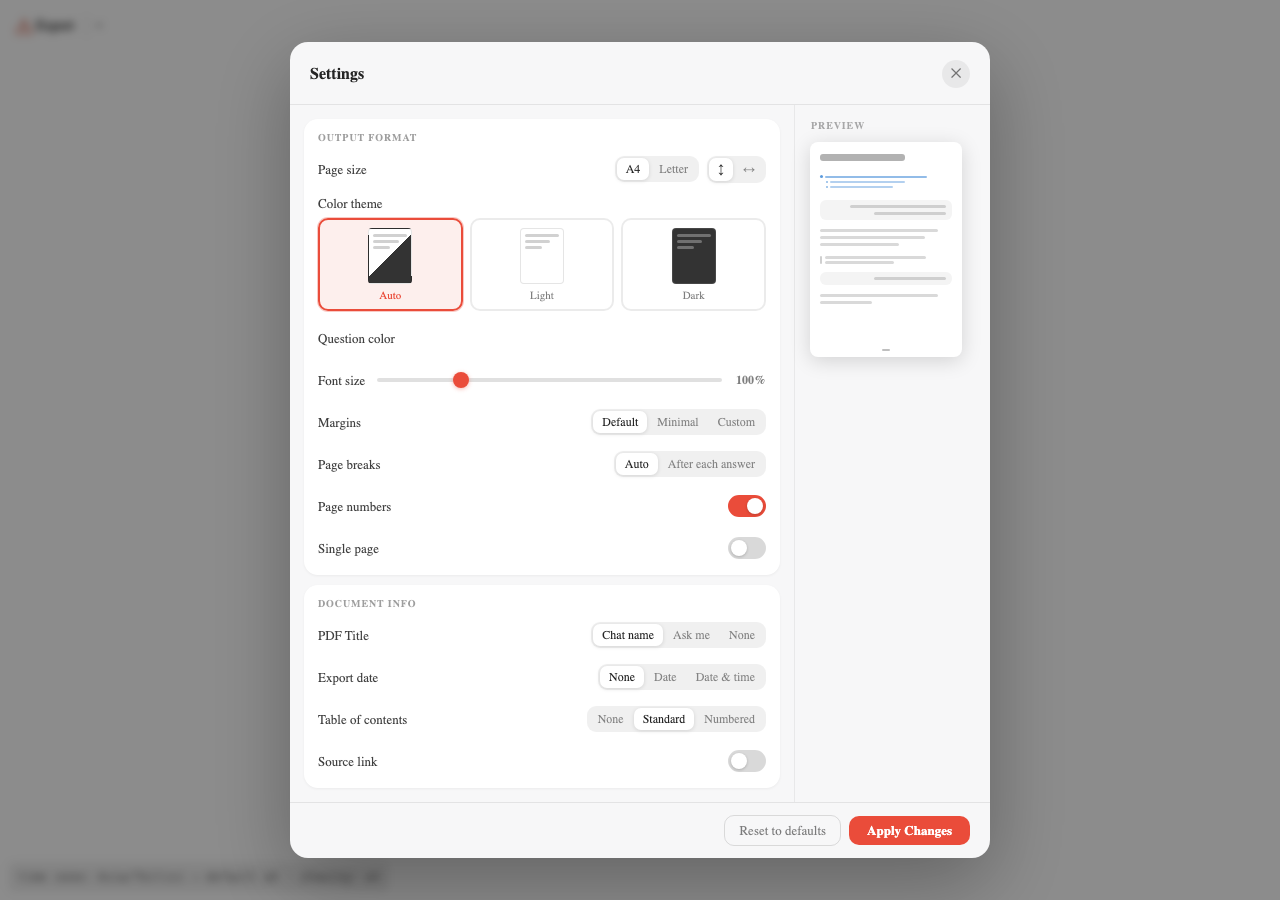 Settings
OUTPUT FORMAT
Page size
A4 Letter
Color theme
Auto
Light
Dark
Question color
Font size
100%
Margins
Default Minimal Custom
Page breaks
Auto After each answer
Page numbers
Single page
DOCUMENT INFO
PDF Title
Chat name Ask me None
Export date
None Date Date & time
Table of contents
None Standard Numbered
Source link
PREVIEW
Reset to defaults
Apply Changes